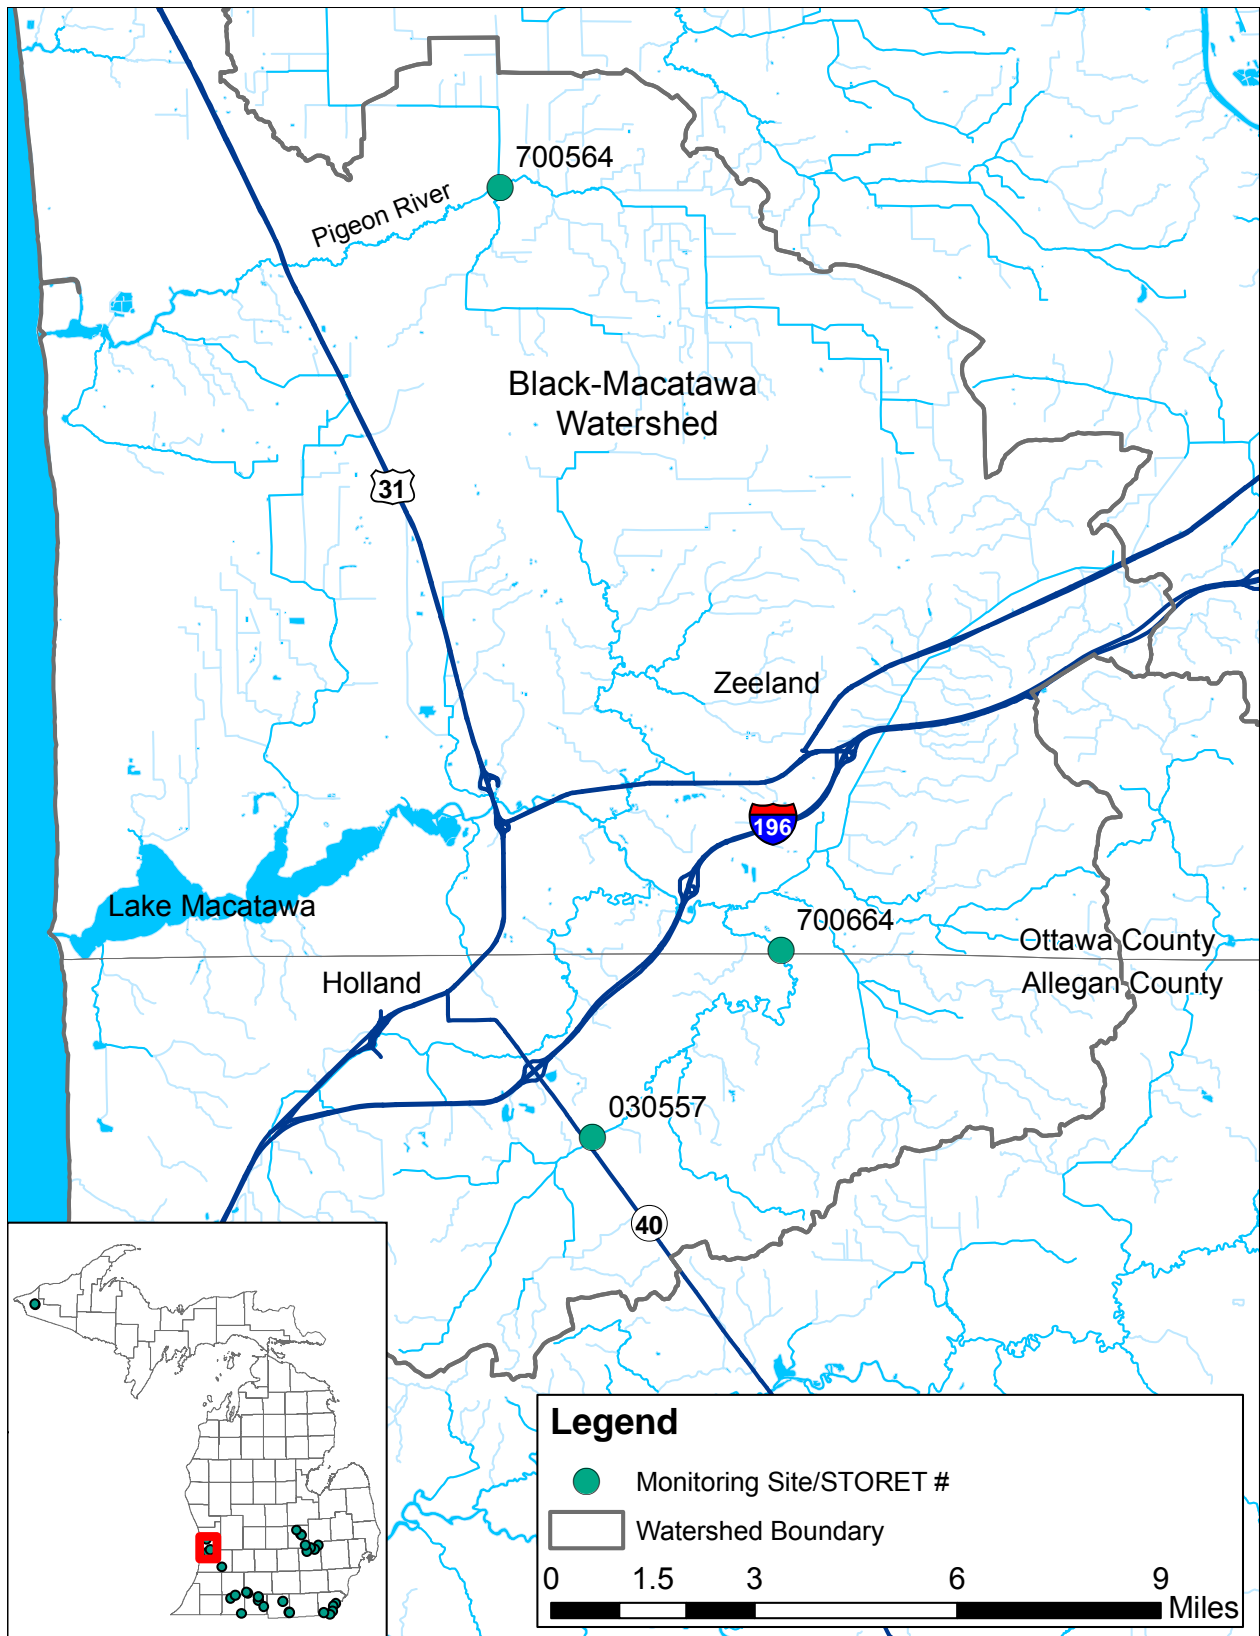 700564
Pigeon River
Black-Macatawa
Watershed
31
Zeeland
196
Lake Macatawa
700664
Ottawa County
Holland
Allegan County
030557
40
Legend
Monitoring Site/STORET #
Watershed Boundary
0 1.5 3 6 9
Miles